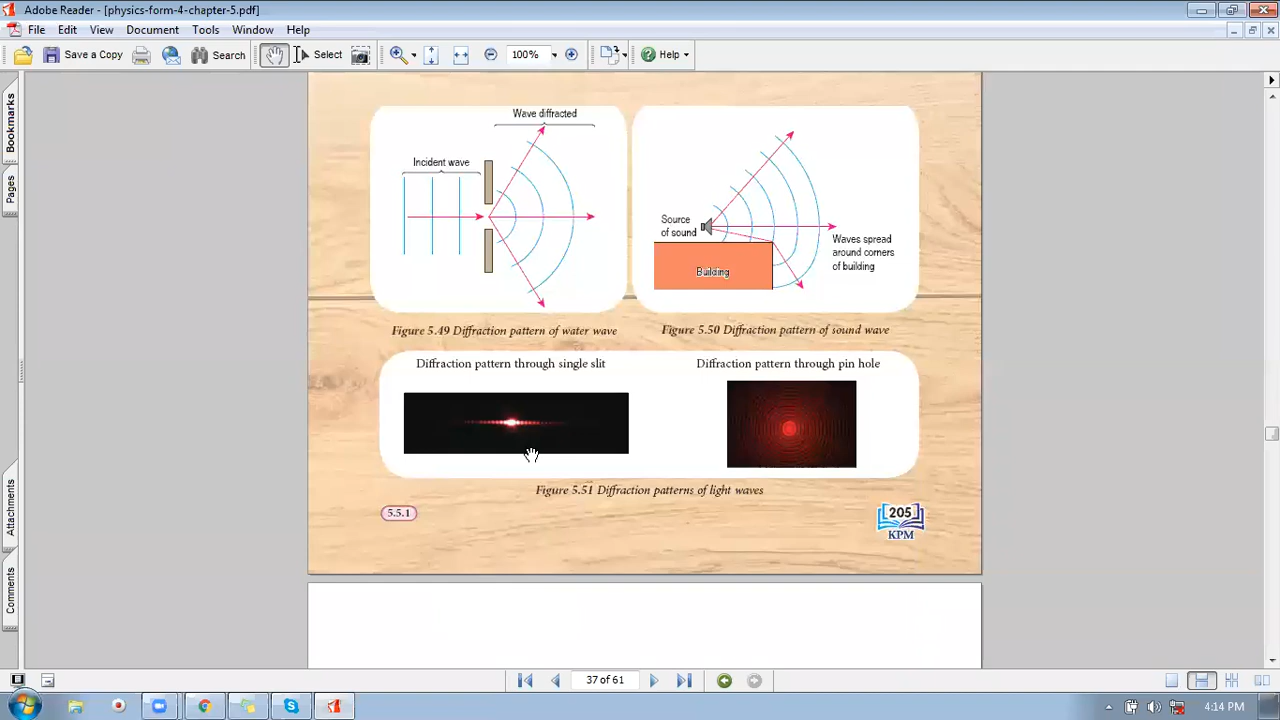 Adobe Reader - [physics-form-4-chapter-5.pdf]
File Edit View Document Tools Window Help
Save a Copy Search Select 100% Help
Bookmarks
Pages
Attachments
Comments
Wave diffracted
Incident wave
Source
of sound
Building
Waves spread
around corners
of building
Figure 5.49 Diffraction pattern of water wave
Figure 5.50 Diffraction pattern of sound wave
Diffraction pattern through single slit
Diffraction pattern through pin hole
Figure 5.51 Diffraction patterns of light waves
5.5.1
205
KPM
37 of 61
4:14 PM